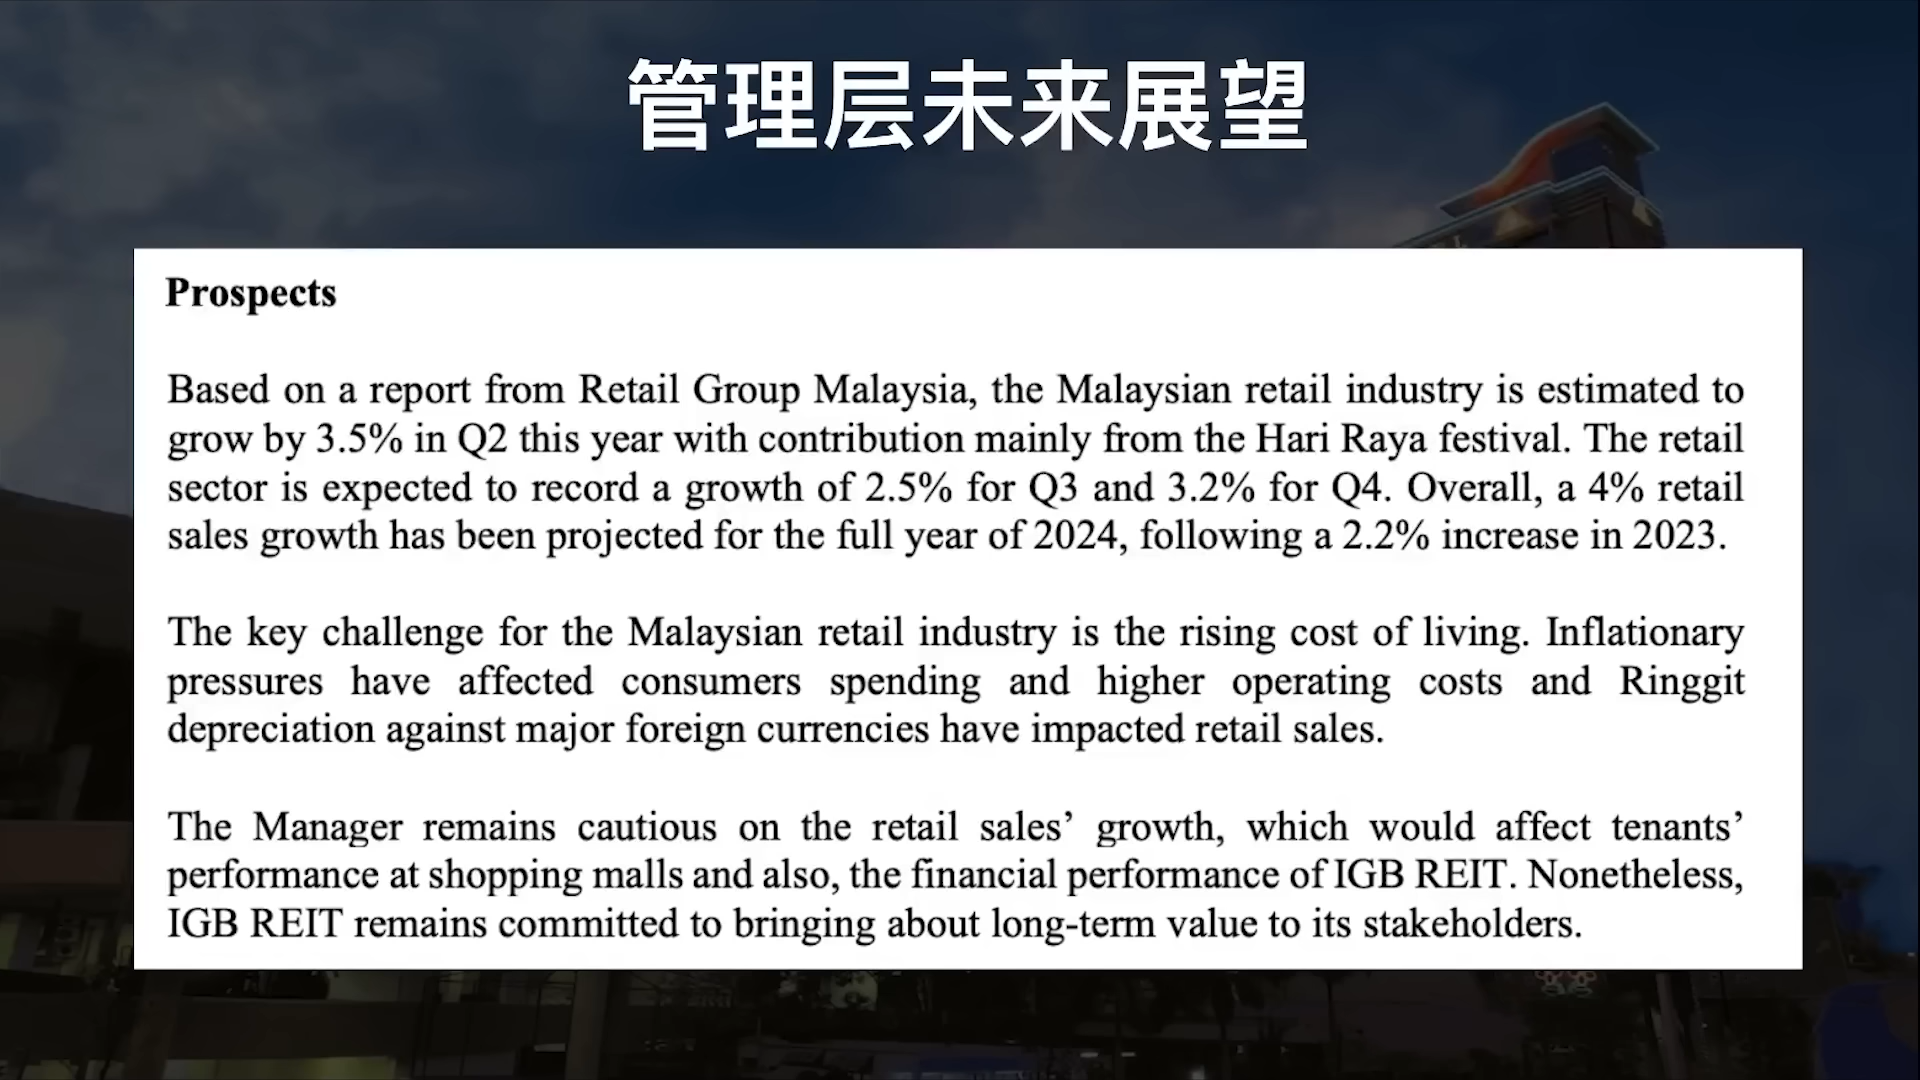 管理层未来展望
Prospects
Based on a report from Retail Group Malaysia, the Malaysian retail industry is estimated to
grow by 3.5% in Q2 this year with contribution mainly from the Hari Raya festival. The retail
sector is expected to record a growth of 2.5% for Q3 and 3.2% for Q4. Overall, a 4% retail
sales growth has been projected for the full year of 2024, following a 2.2% increase in 2023.
The key challenge for the Malaysian retail industry is the rising cost of living. Inflationary
pressures have affected consumers spending and higher operating costs and Ringgit
depreciation against major foreign currencies have impacted retail sales.
The Manager remains cautious on the retail sales’ growth, which would affect tenants’
performance at shopping malls and also, the financial performance of IGB REIT. Nonetheless,
IGB REIT remains committed to bringing about long-term value to its stakeholders.